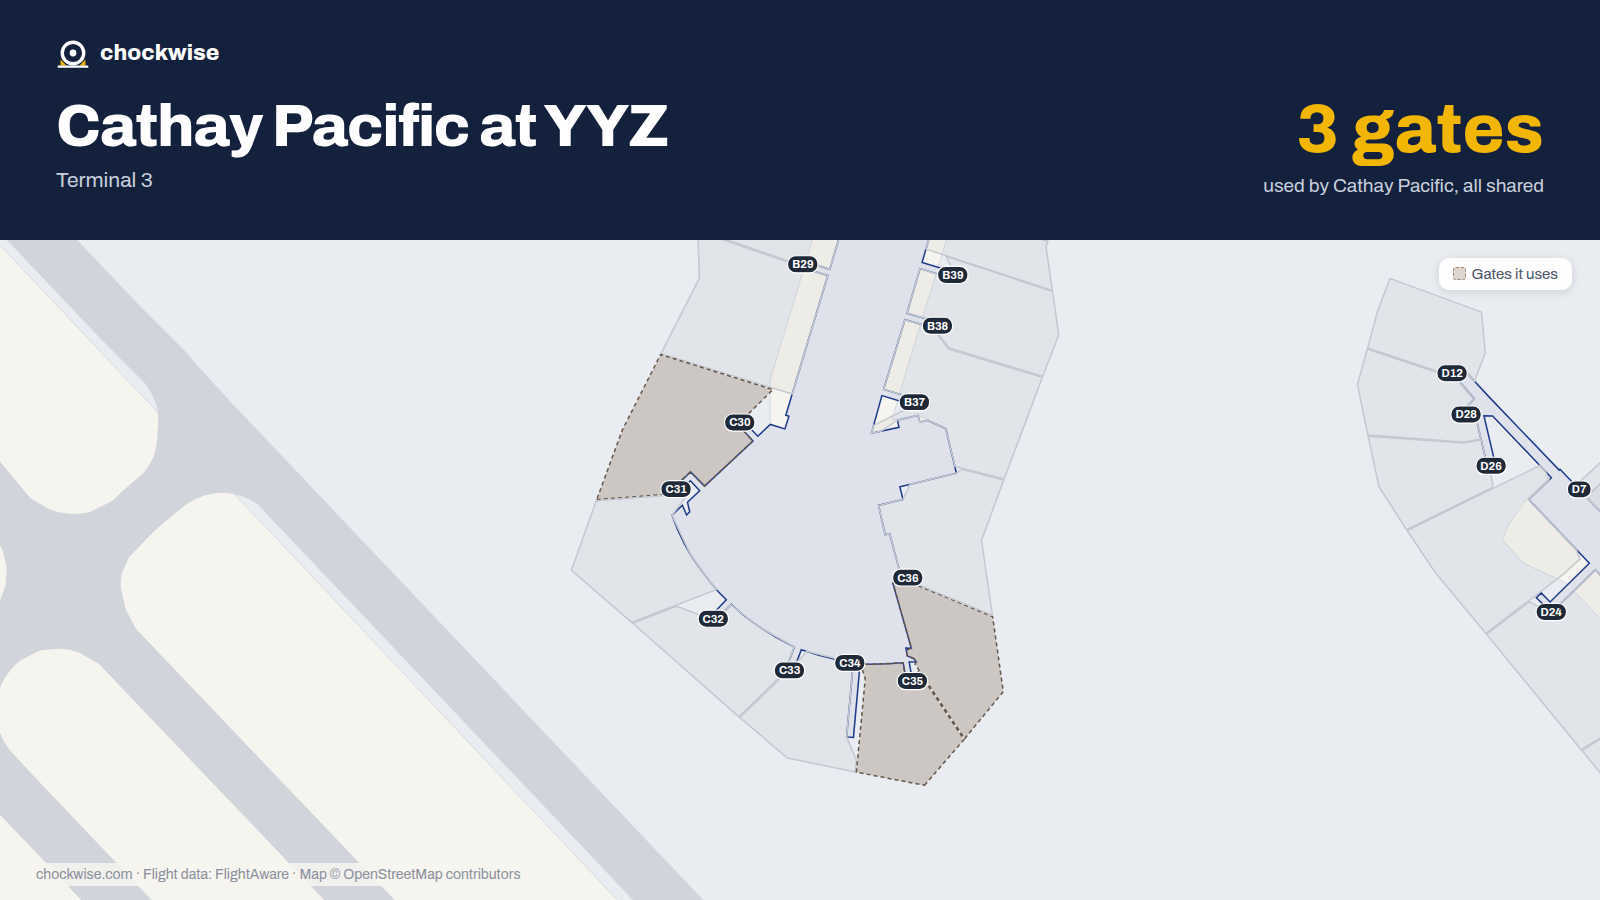 chockwise
Cathay Pacific at YYZ
Terminal 3
3 gates
used by Cathay Pacific, all shared
Gates it uses
B29
B39
B38
B37
C30
C31
C32
C33
C34
C35
C36
D12
D28
D26
D7
D24
chockwise.com · Flight data: FlightAware · Map © OpenStreetMap contributors